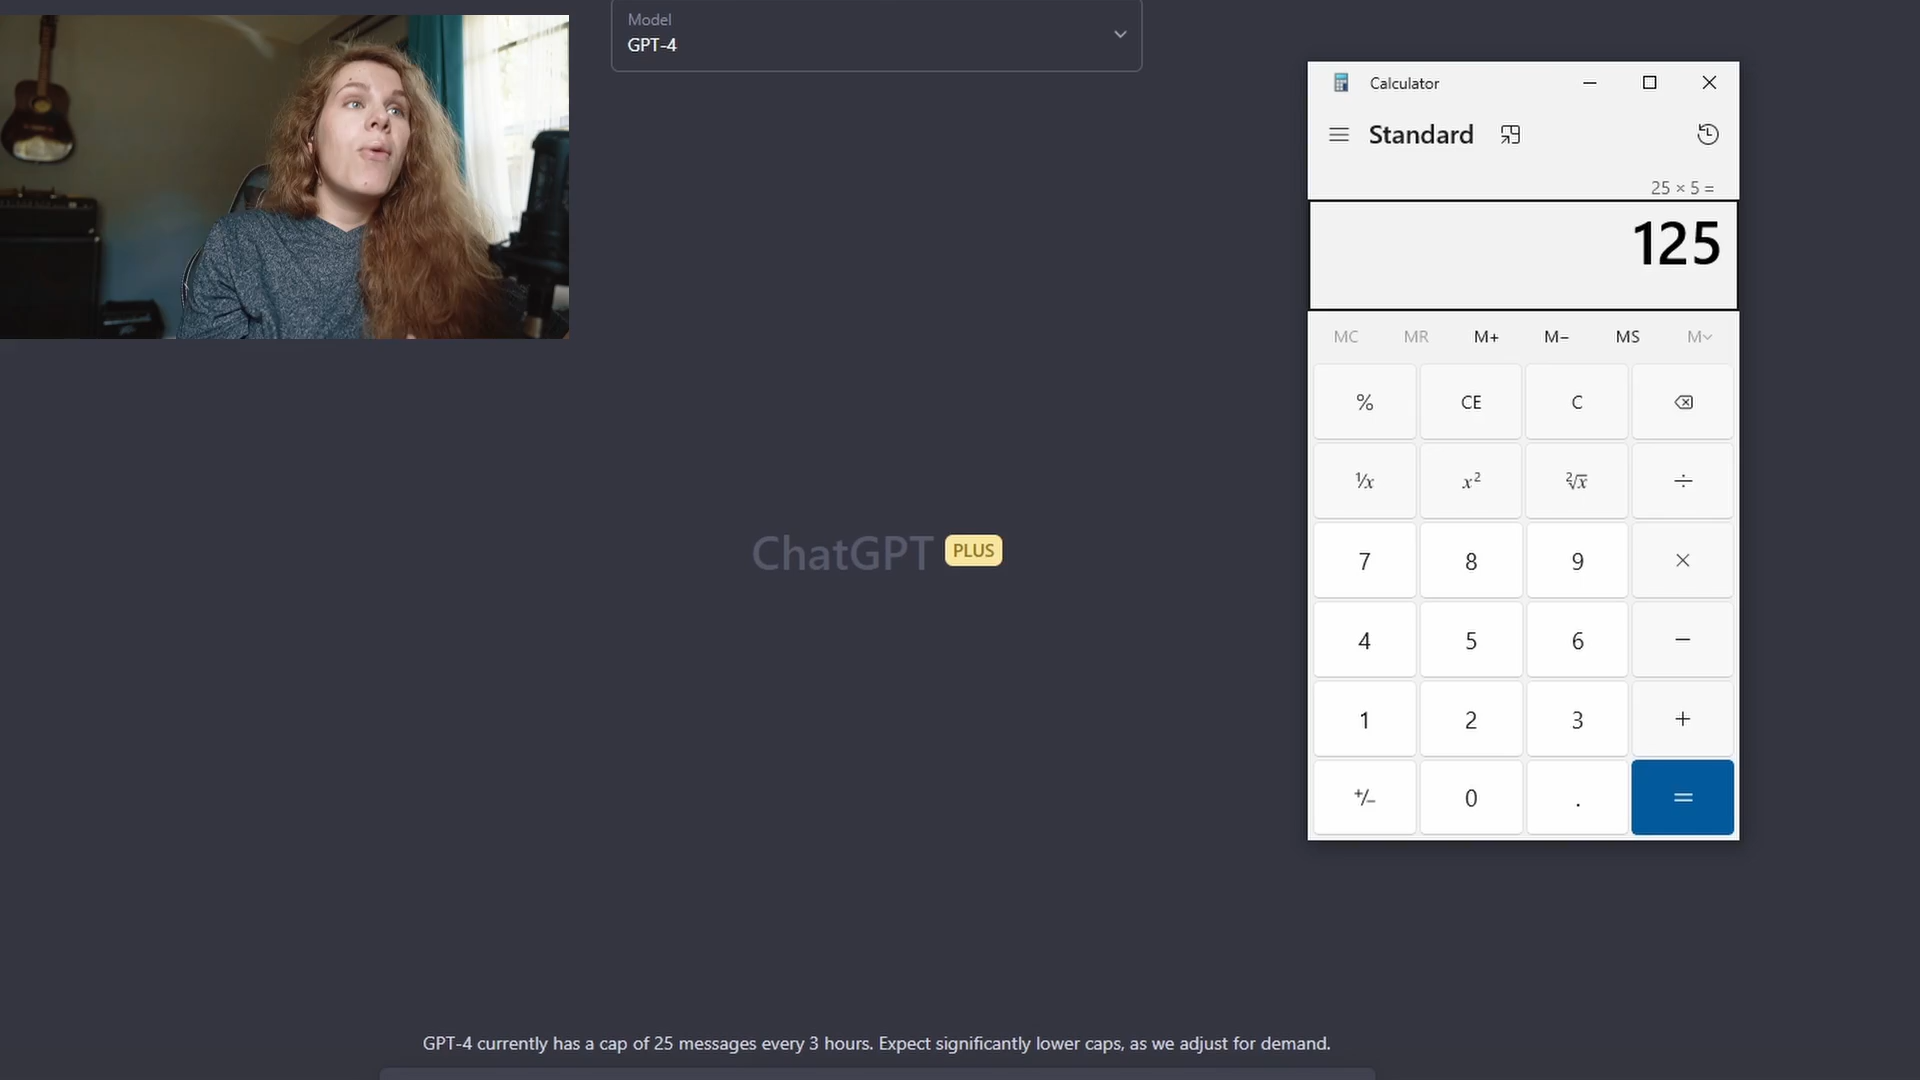 Model
GPT-4
Calculator
Standard
25 × 5 =
125
MC MR M+ M− MS M
% CE C
¹/x x² ²√x ÷
7 8 9 ×
4 5 6 −
1 2 3 +
+/− 0 . =
ChatGPT PLUS
GPT-4 currently has a cap of 25 messages every 3 hours. Expect significantly lower caps, as we adjust for demand.